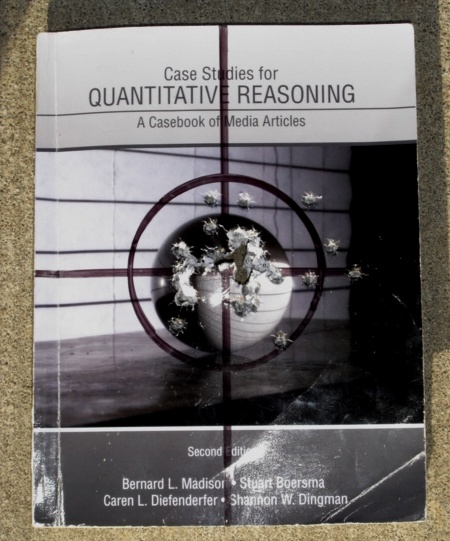 Case Studies for
QUANTITATIVE REASONING
A Casebook of Media Articles
Second Edition
Bernard L. Madison • Stuart Boersma
Caren L. Diefenderfer • Shannon W. Dingman